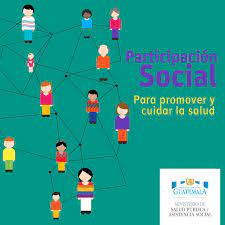 Participación
Social
Para promover y
cuidar la salud
GUATEMALA
MINISTERIO DE
SALUD PÚBLICA Y
ASISTENCIA SOCIAL